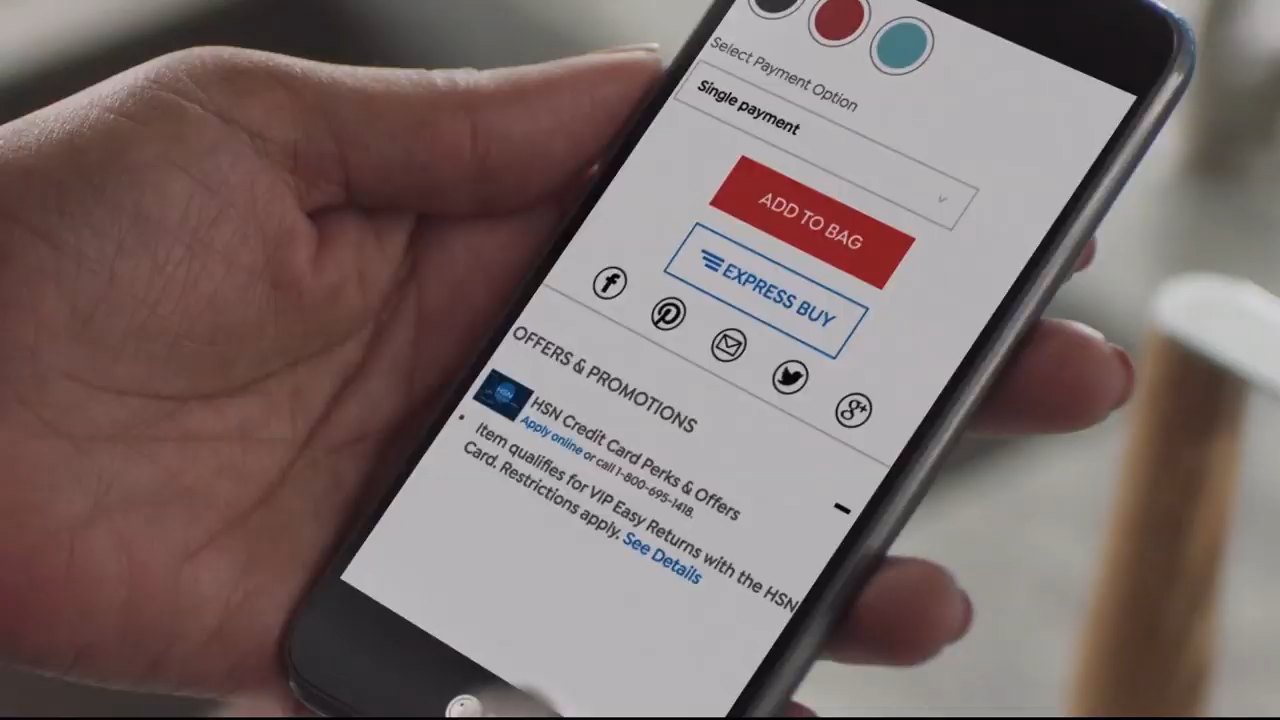 Select Payment Option
Single payment
ADD TO BAG
EXPRESS BUY
OFFERS & PROMOTIONS
HSN
HSN Credit Card Perks & Offers
Apply online or call 1-800-695-1418.
Item qualifies for VIP Easy Returns with the HSN
Card. Restrictions apply. See Details